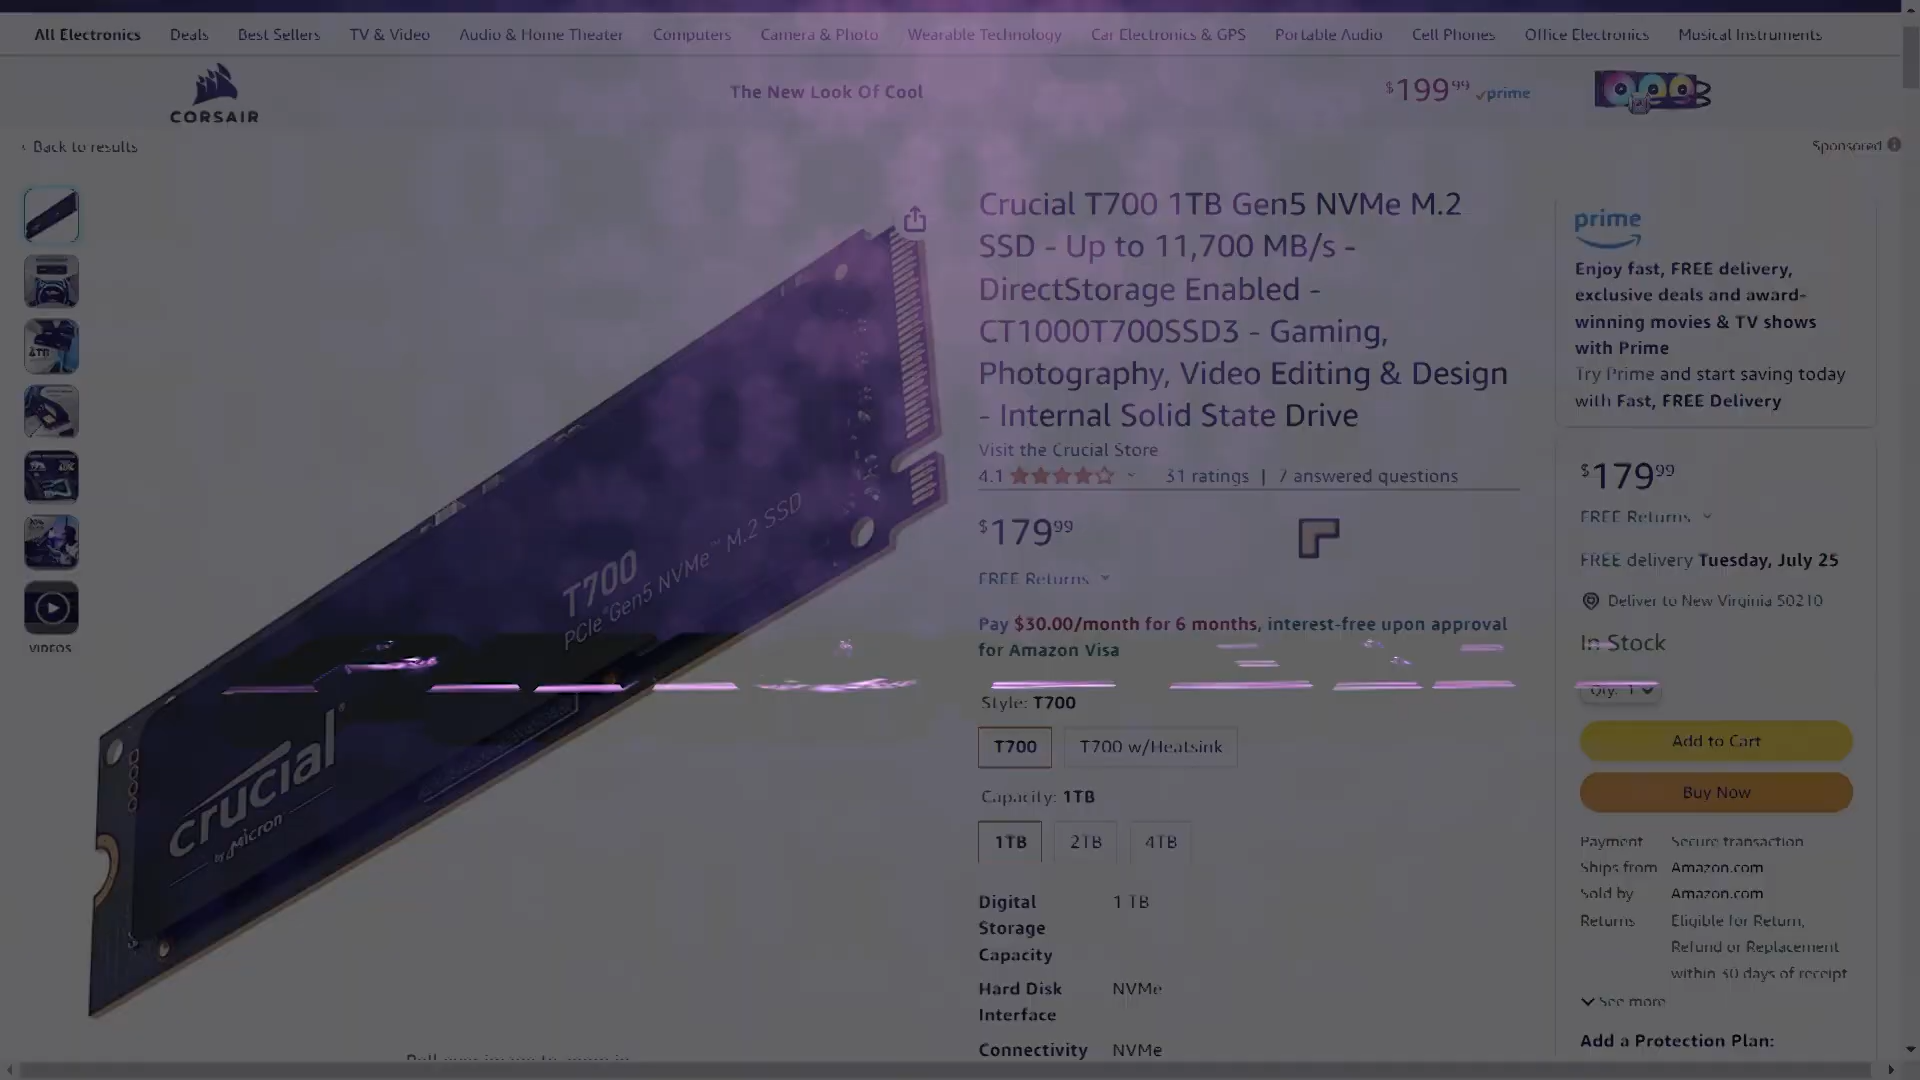 All Electronics Deals Best Sellers TV & Video Audio & Home Theater Computers Camera & Photo Wearable Technology Car Electronics & GPS Portable Audio Cell Phones Office Electronics Musical Instruments
CORSAIR
The New Look Of Cool
$199.99 prime
‹ Back to results
Sponsored
Crucial T700 1TB Gen5 NVMe M.2
SSD - Up to 11,700 MB/s -
DirectStorage Enabled -
CT1000T700SSD3 - Gaming,
Photography, Video Editing & Design
- Internal Solid State Drive
Visit the Crucial Store
4.1 31 ratings | 7 answered questions
$179.99
FREE Returns
Pay $30.00/month for 6 months, interest-free upon approval
for Amazon Visa
Style: T700
T700 T700 w/Heatsink
Capacity: 1TB
1TB 2TB 4TB
Digital
Storage
Capacity
1 TB
Hard Disk
Interface
NVMe
Connectivity NVMe
T700
PCIe Gen5 NVMe™ M.2 SSD
crucial
by Micron
4TB
VIDEOS
prime
Enjoy fast, FREE delivery,
exclusive deals and award-
winning movies & TV shows
with Prime
Try Prime and start saving today
with Fast, FREE Delivery
$179.99
FREE Returns
FREE delivery Tuesday, July 25
Deliver to New Virginia 50210
In Stock
Qty: 1
Add to Cart
Buy Now
Payment Secure transaction
Ships from Amazon.com
Sold by Amazon.com
Returns Eligible for Return,
Refund or Replacement
within 30 days of receipt
See more
Add a Protection Plan: